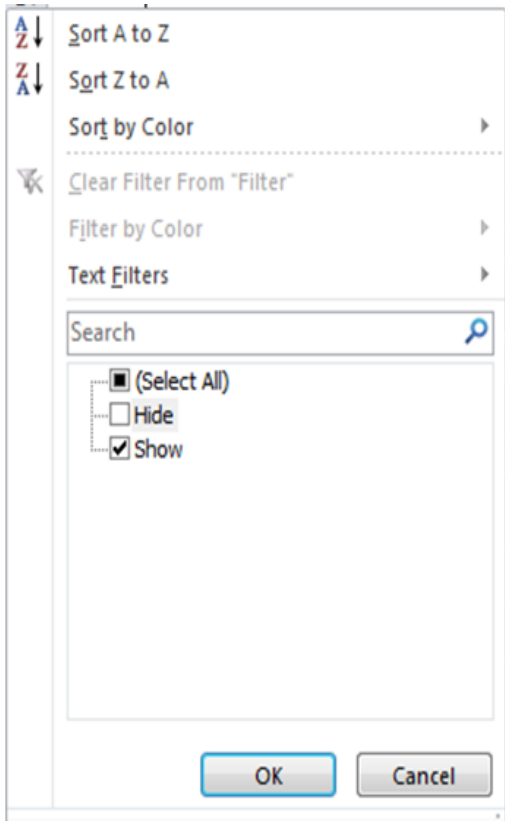 Sort A to Z
Sort Z to A
Sort by Color
Clear Filter From "Filter"
Filter by Color
Text Filters
Search
(Select All)
Hide
Show
OK Cancel